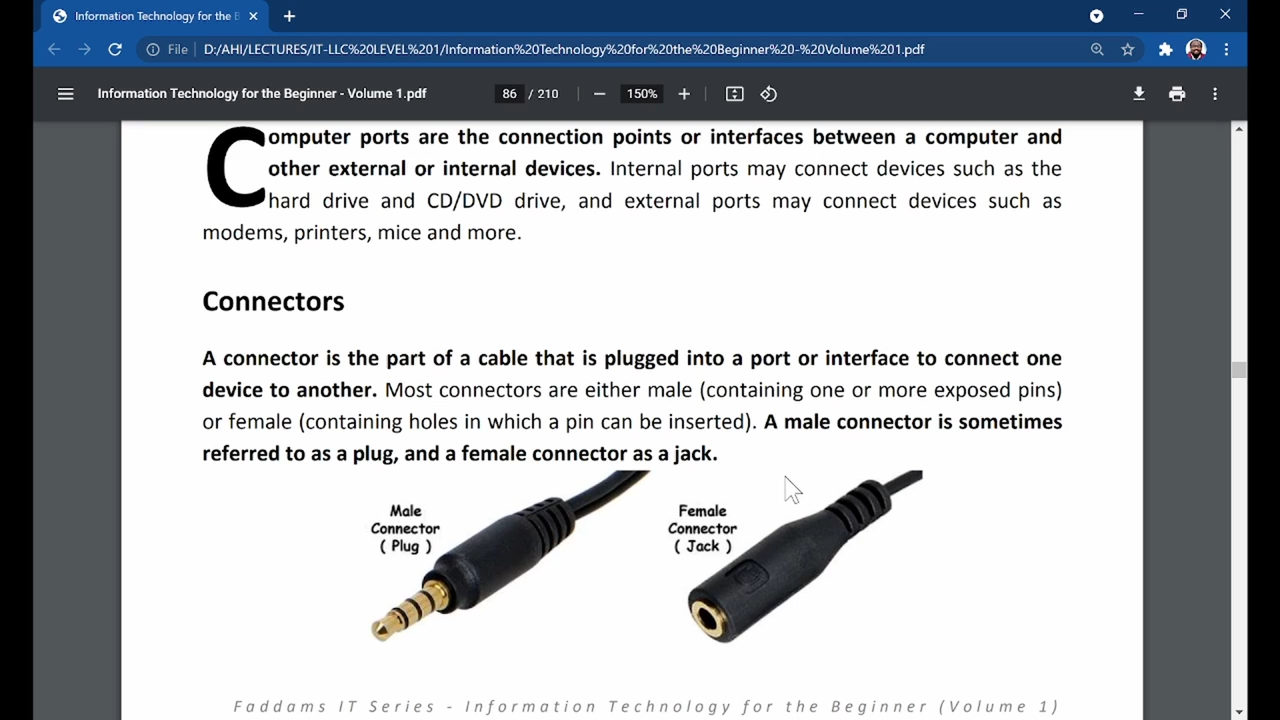 Information Technology for the B
File
D:/AHI/LECTURES/IT-LLC%20LEVEL%201/Information%20Technology%20for%20the%20Beginner%20-%20Volume%201.pdf
Information Technology for the Beginner - Volume 1.pdf
86 / 210
150%
Computer ports are the connection points or interfaces between a computer and
other external or internal devices. Internal ports may connect devices such as the
hard drive and CD/DVD drive, and external ports may connect devices such as
modems, printers, mice and more.
Connectors
A connector is the part of a cable that is plugged into a port or interface to connect one
device to another. Most connectors are either male (containing one or more exposed pins)
or female (containing holes in which a pin can be inserted). A male connector is sometimes
referred to as a plug, and a female connector as a jack.
Male
Connector
( Plug )
Female
Connector
( Jack )
Faddams IT Series - Information Technology for the Beginner (Volume 1)